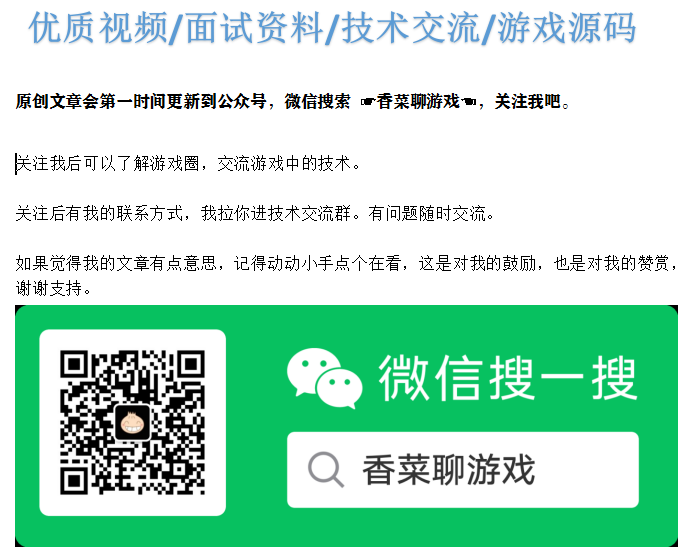 优质视频/面试资料/技术交流/游戏源码
原创文章会第一时间更新到公众号，微信搜索 ☛香菜聊游戏☚，关注我吧。
关注我后可以了解游戏圈，交流游戏中的技术。
关注后有我的联系方式，我拉你进技术交流群。有问题随时交流。
如果觉得我的文章有点意思，记得动动小手点个在看，这是对我的鼓励，也是对我的赞赏，
谢谢支持。
微信搜一搜
香菜聊游戏